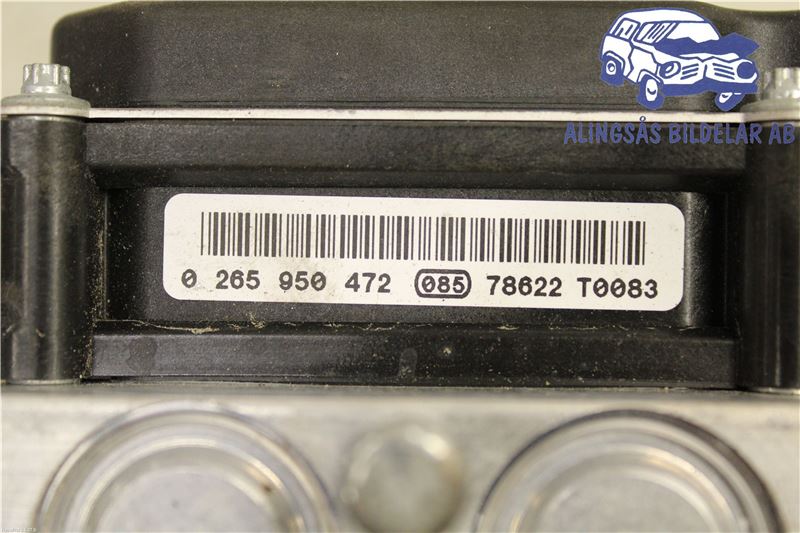 ALINGSÅS BILDELAR AB
0 265 950 472 085 78622 T0083